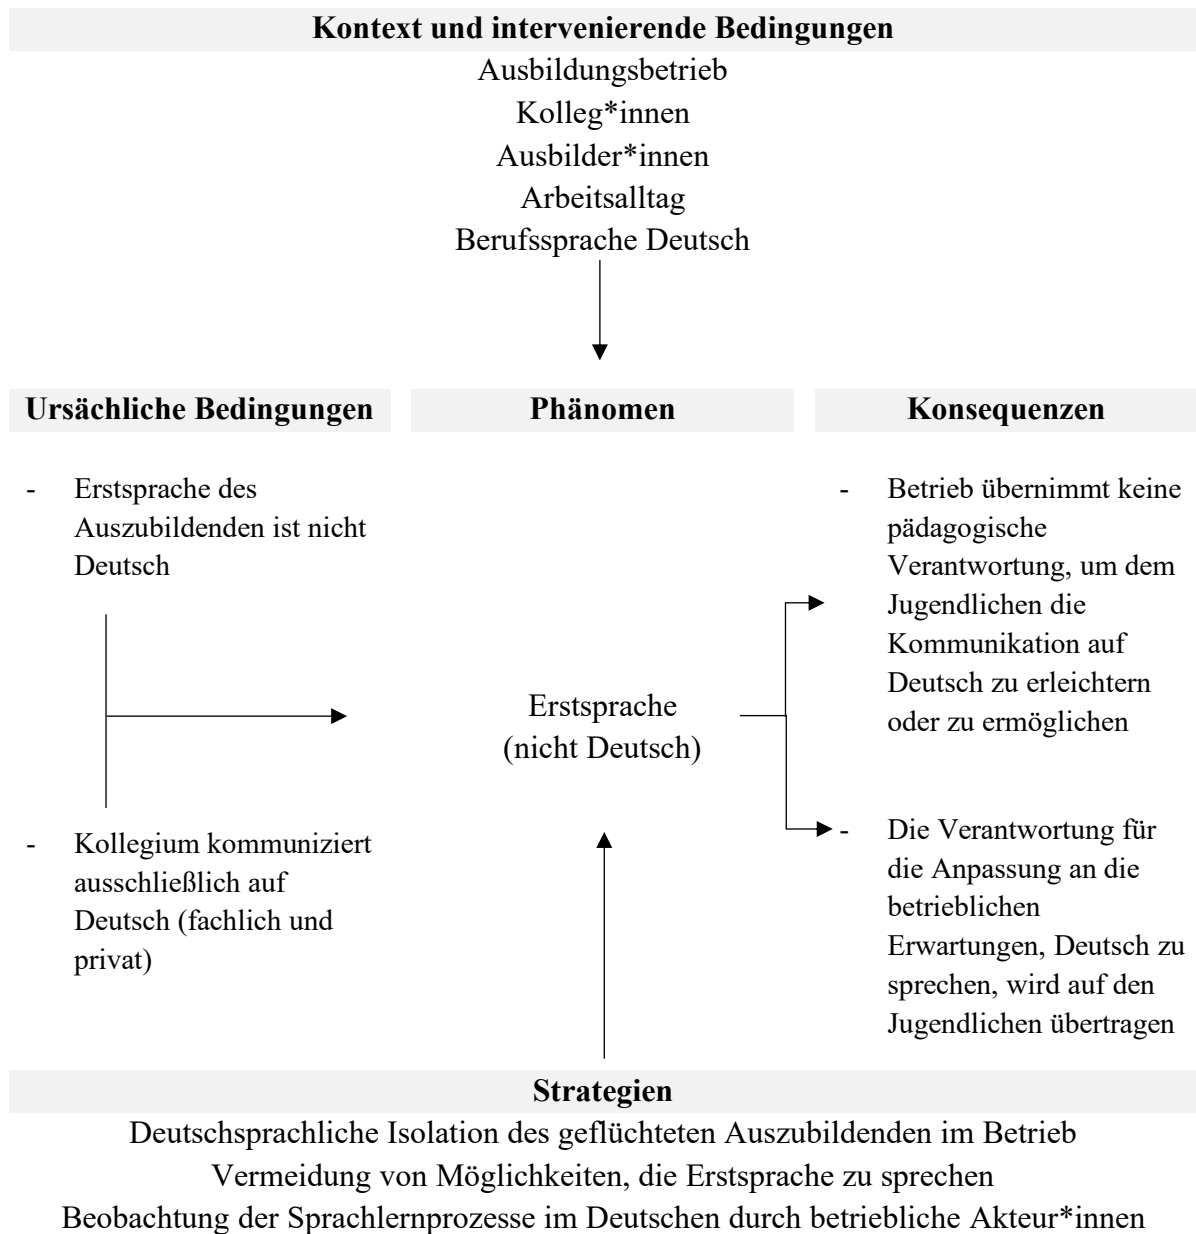 Kontext und intervenierende Bedingungen
Ausbildungsbetrieb
Kolleg*innen
Ausbilder*innen
Arbeitsalltag
Berufssprache Deutsch
Ursächliche Bedingungen
- Erstsprache des
Auszubildenden ist nicht
Deutsch
- Kollegium kommuniziert
ausschließlich auf
Deutsch (fachlich und
privat)
Phänomen
Erstsprache
(nicht Deutsch)
Konsequenzen
- Betrieb übernimmt keine
pädagogische
Verantwortung, um dem
Jugendlichen die
Kommunikation auf
Deutsch zu erleichtern
oder zu ermöglichen
- Die Verantwortung für
die Anpassung an die
betrieblichen
Erwartungen, Deutsch zu
sprechen, wird auf den
Jugendlichen übertragen
Strategien
Deutschsprachliche Isolation des geflüchteten Auszubildenden im Betrieb
Vermeidung von Möglichkeiten, die Erstsprache zu sprechen
Beobachtung der Sprachlernprozesse im Deutschen durch betriebliche Akteur*innen